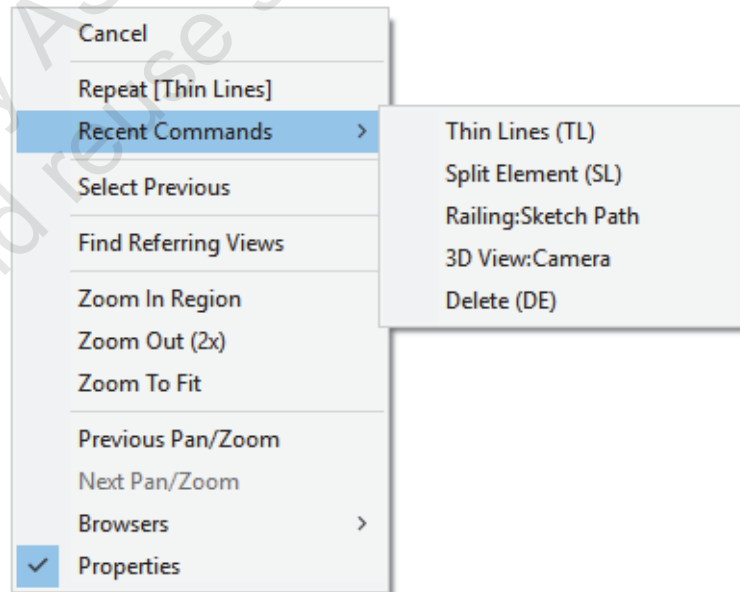 Cancel
Repeat [Thin Lines]
Recent Commands
Select Previous
Find Referring Views
Zoom In Region
Zoom Out (2x)
Zoom To Fit
Previous Pan/Zoom
Next Pan/Zoom
Browsers
Properties
Thin Lines (TL)
Split Element (SL)
Railing:Sketch Path
3D View:Camera
Delete (DE)